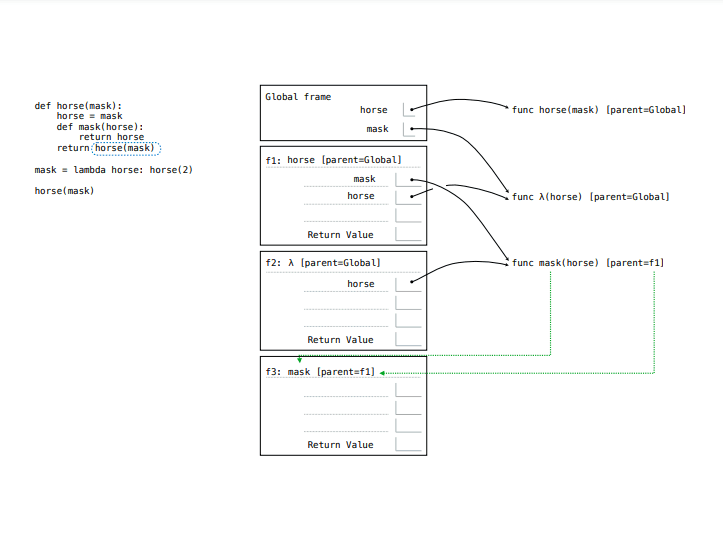 def horse(mask):
horse = mask
def mask(horse):
return horse
return horse(mask)
mask = lambda horse: horse(2)
horse(mask)
Global frame
horse
mask
f1: horse [parent=Global]
mask
horse
Return Value
f2: λ [parent=Global]
horse
Return Value
f3: mask [parent=f1]
Return Value
func horse(mask) [parent=Global]
func λ(horse) [parent=Global]
func mask(horse) [parent=f1]